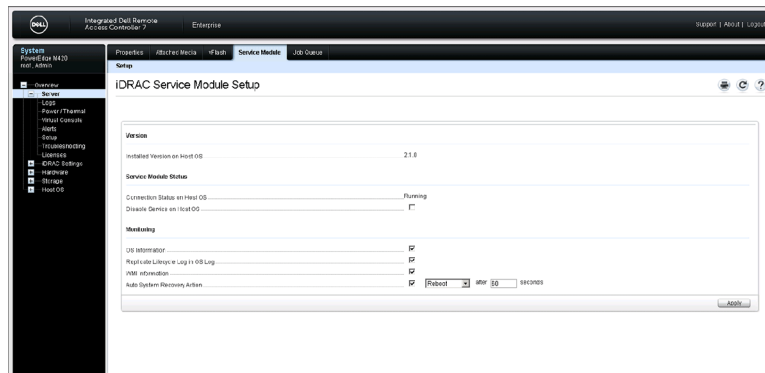 DELL
Integrated Dell Remote
Access Controller 7
Enterprise
Support | About | Logout
System
PowerEdge M420
root , Admin
Properties
Attached Media
vFlash
Service Module
Job Queue
Setup
Overview
Server
Logs
Power / Thermal
Virtual Console
Alerts
Setup
Troubleshooting
Licenses
iDRAC Settings
Hardware
Storage
Host OS
iDRAC Service Module Setup
Version
Installed Version on Host OS 2.1.0
Service Module Status
Connection Status on Host OS Running
Disable Service on Host OS
Monitoring
OS Information
Replicate Lifecycle Log in OS Log
WMI Information
Auto System Recovery Action Reboot after 60 seconds
Apply